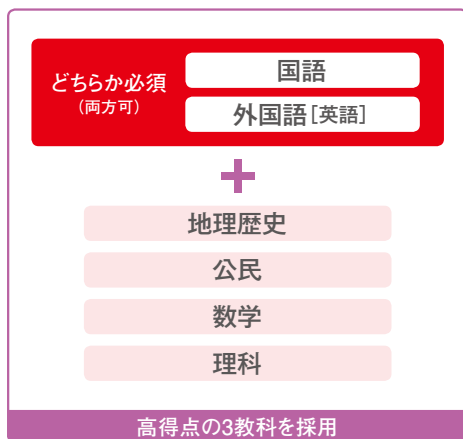 どちらか必須
(両方可)
国語
外国語[英語]
+
地理歴史
公民
数学
理科
高得点の3教科を採用